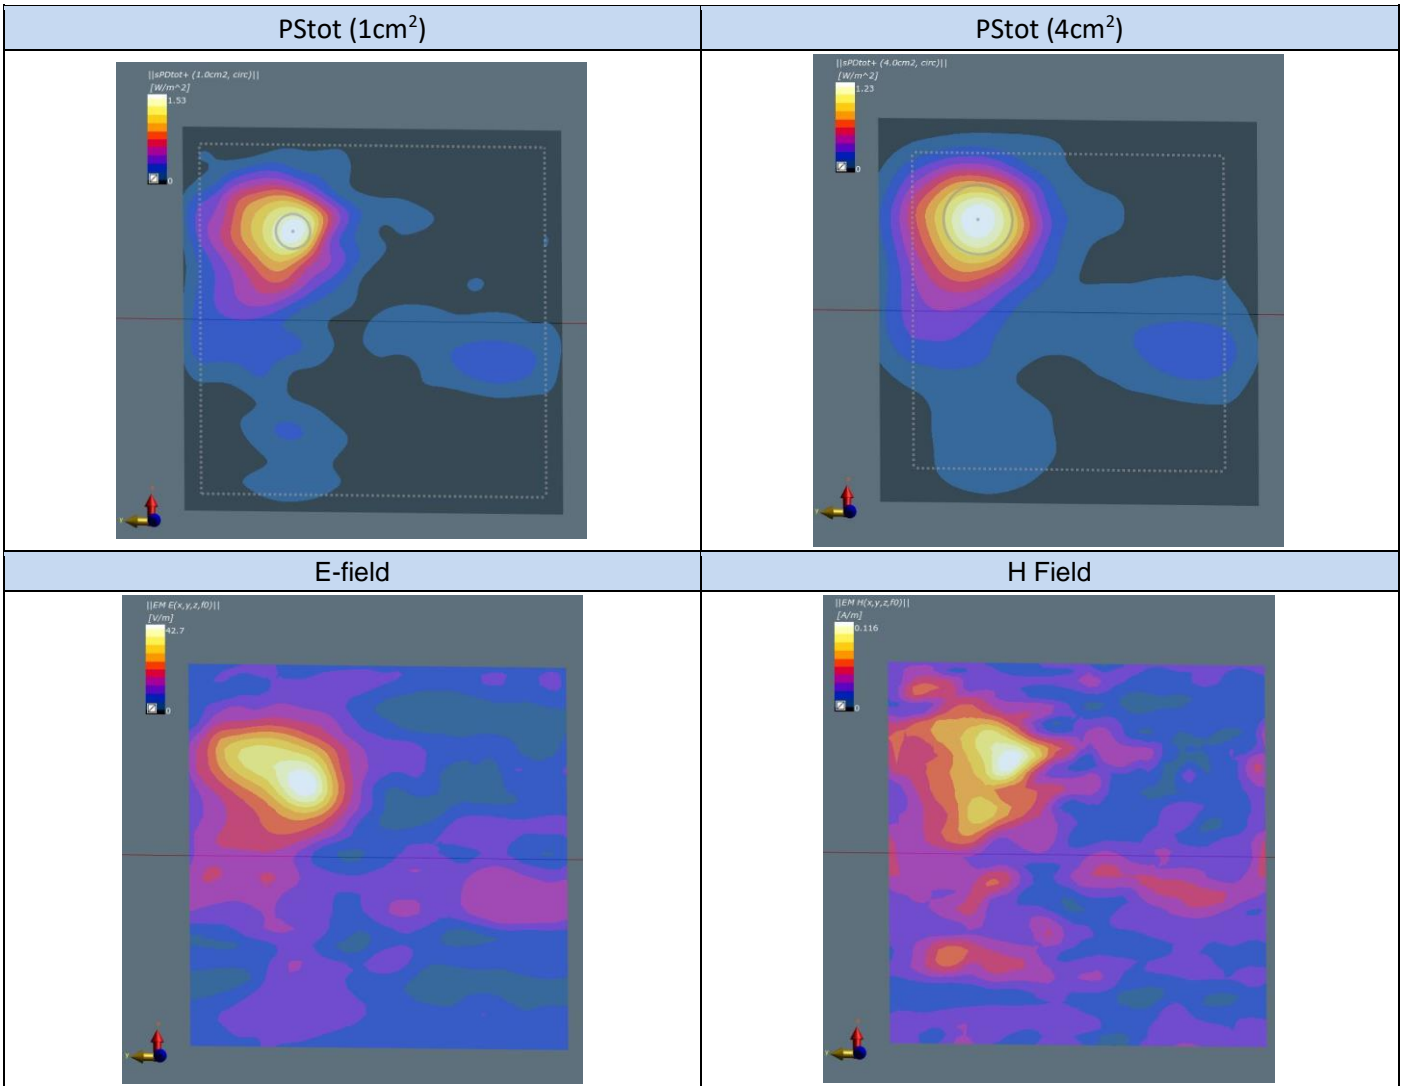 PStot (1cm²)
PStot (4cm²)
||sPDtot+ (1.0cm2, circ)||
[W/m^2]
1.53
0
||sPDtot+ (4.0cm2, circ)||
[W/m^2]
1.23
0
E-field
H Field
||EM E(x,y,z,f0)||
[V/m]
42.7
0
||EM H(x,y,z,f0)||
[A/m]
0.116
0